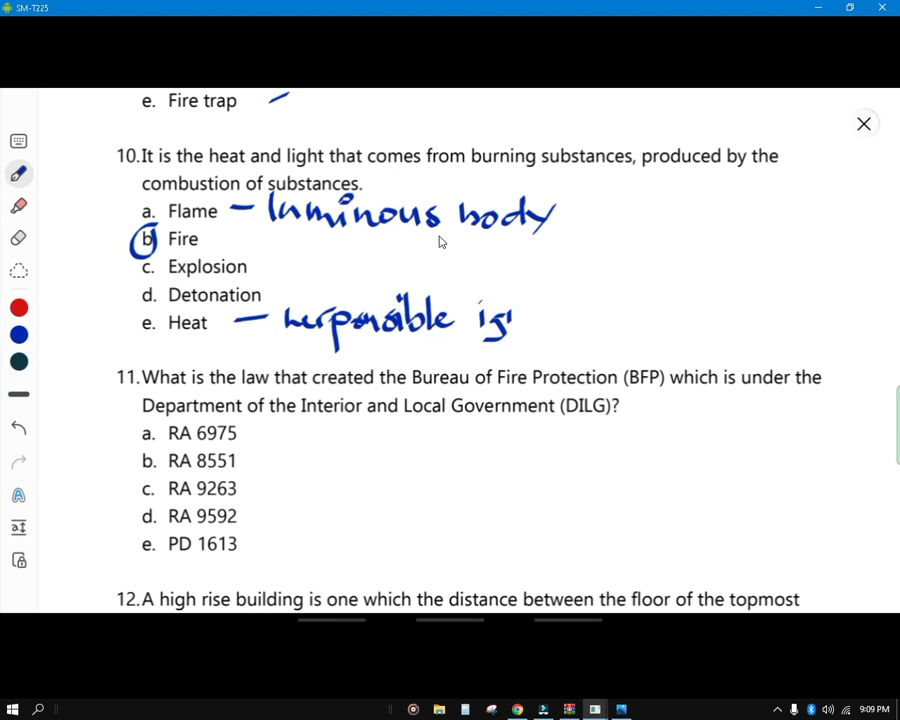 SM-T225
e. Fire trap –
10.It is the heat and light that comes from burning substances, produced by the
combustion of substances.
a. Flame – luminous body
b. Fire
c. Explosion
d. Detonation
e. Heat –
11.What is the law that created the Bureau of Fire Protection (BFP) which is under the
Department of the Interior and Local Government (DILG)?
a. RA 6975
b. RA 8551
c. RA 9263
d. RA 9592
e. PD 1613
12.A high rise building is one which the distance between the floor of the topmost
9:09 PM